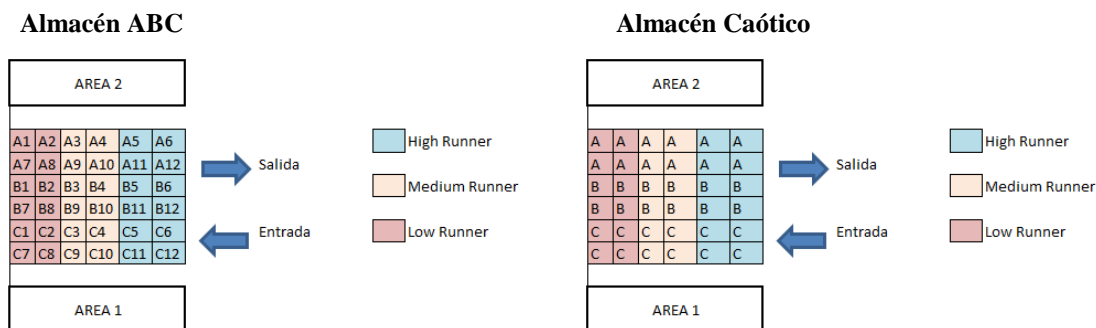 Almacén ABC
AREA 2
A1 A2 A3 A4 A5 A6
A7 A8 A9 A10 A11 A12
B1 B2 B3 B4 B5 B6
B7 B8 B9 B10 B11 B12
C1 C2 C3 C4 C5 C6
C7 C8 C9 C10 C11 C12
AREA 1
Salida
Entrada
High Runner
Medium Runner
Low Runner
Almacén Caótico
AREA 2
A A A A A A
A A A A A A
B B B B B B
B B B B B B
C C C C C C
C C C C C C
AREA 1
Salida
Entrada
High Runner
Medium Runner
Low Runner